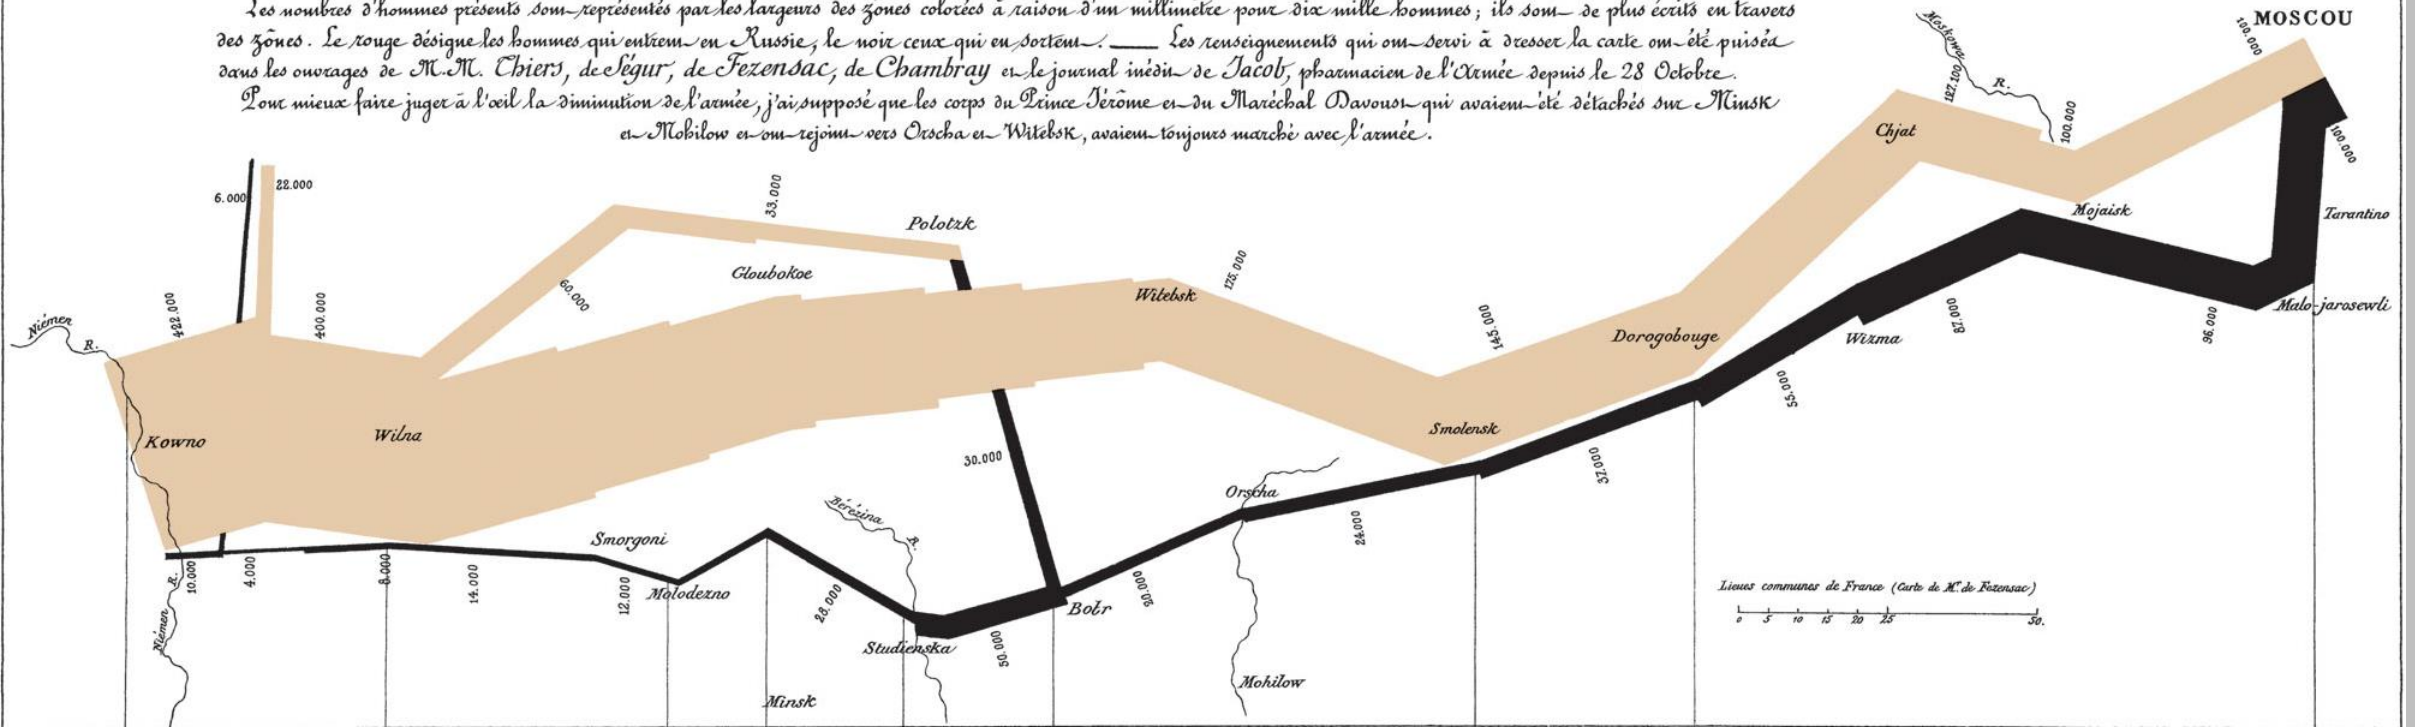 Les nombres d'hommes présents sont représentés par les largeurs des zones colorées à raison d'un millimètre pour dix mille hommes; ils sont de plus écrits en travers
des zônes. Le rouge désigne les hommes qui entrent en Russie, le noir ceux qui en sortent. — Les renseignements qui ont servi à dresser la carte ont été puisés
dans les ouvrages de M.M. Thiers, de Ségur, de Fezensac, de Chambray et le journal inédit de Jacob, pharmacien de l'Armée depuis le 28 Octobre.
Pour mieux faire juger à l'œil la diminution de l'armée, j'ai supposé que les corps du Prince Jérôme et du Maréchal Davoust qui avaient été détachés sur Minsk
et Mohilow et ont rejoint vers Orscha et Witebsk, avaient toujours marché avec l'armée.
MOSCOU
100.000
Moskowa
R.
127.100
100.000
Chjat
100.000
Mojaisk
Tarantino
Malo-jarosewli
6.000
22.000
33.000
Polotzk
60.000
Gloubokoe
Witebsk
175.000
422.000
400.000
Niémen
R.
145.000
Dorogobouge
Wizma
87.000
96.000
55.000
Kowno
Wilna
Smolensk
30.000
37.000
Orscha
24.000
Bérézina
R.
Smorgoni
Molodezno
10.000
4.000
8.000
14.000
12.000
28.000
20.000
Bobr
Studienska
50.000
R.
Niémen
Minsk
Mohilow
Lieues communes de France (Carte de M. de Fezensac)
0 5 10 15 20 25 50.